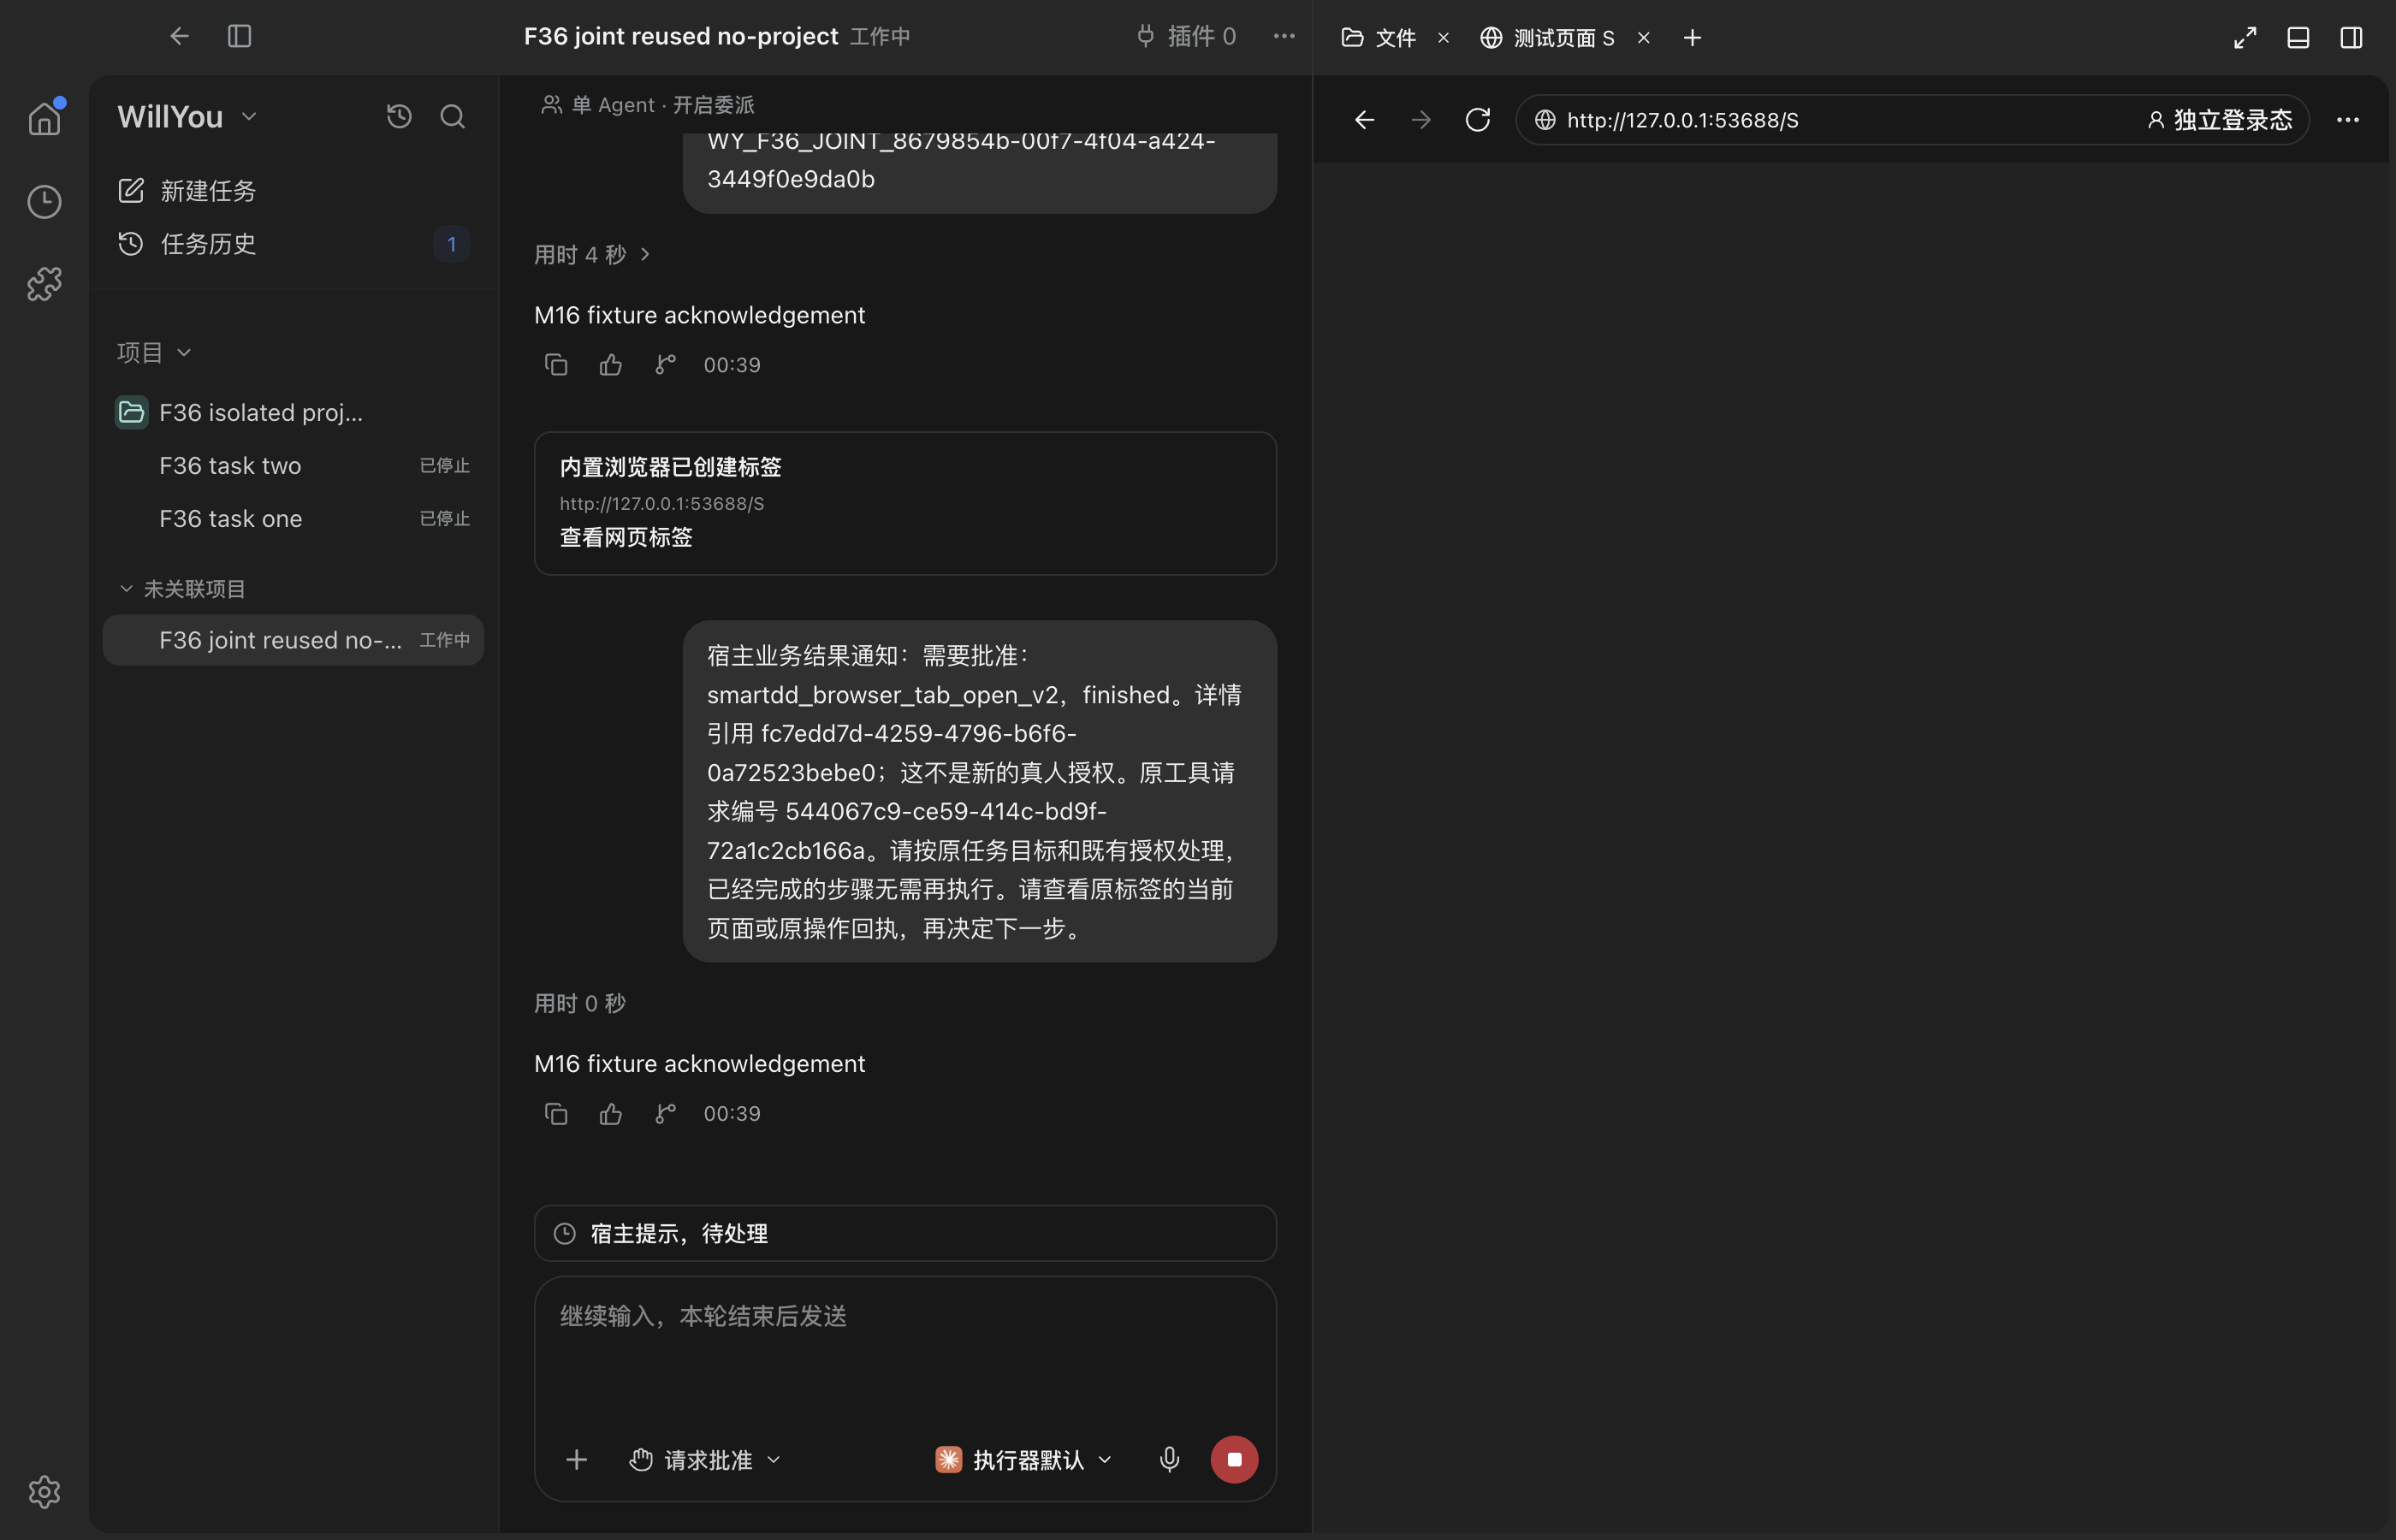 F36 joint reused no-project 工作中
插件 0
文件
测试页面 S
WillYou
新建任务
任务历史 1
项目
F36 isolated proj...
F36 task two 已停止
F36 task one 已停止
未关联项目
F36 joint reused no-... 工作中
单 Agent · 开启委派
WY_F36_JOINT_8679854b-00f7-4f04-a424-
3449f0e9da0b
用时 4 秒
M16 fixture acknowledgement
00:39
内置浏览器已创建标签
http://127.0.0.1:53688/S
查看网页标签
宿主业务结果通知：需要批准：
smartdd_browser_tab_open_v2，finished。详情
引用 fc7edd7d-4259-4796-b6f6-
0a72523bebe0；这不是新的真人授权。原工具请
求编号 544067c9-ce59-414c-bd9f-
72a1c2cb166a。请按原任务目标和既有授权处理，
已经完成的步骤无需再执行。请查看原标签的当前
页面或原操作回执，再决定下一步。
用时 0 秒
M16 fixture acknowledgement
00:39
宿主提示，待处理
继续输入，本轮结束后发送
请求批准
执行器默认
http://127.0.0.1:53688/S
独立登录态